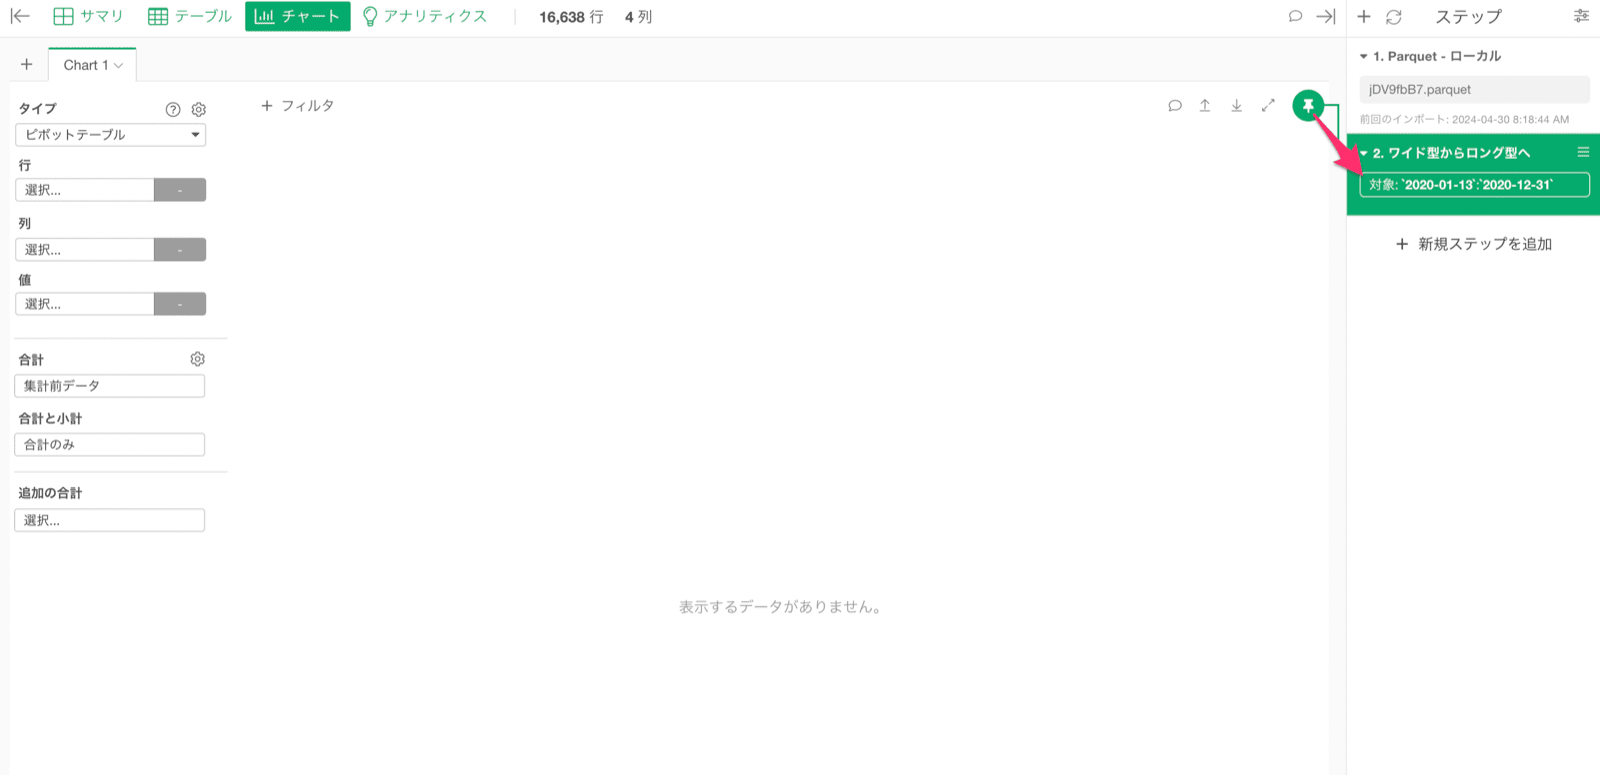 サマリ テーブル チャート アナリティクス 16,638 行 4 列 ステップ
Chart 1
タイプ
ピボットテーブル
行
選択... -
列
選択... -
値
選択... -
合計
集計前データ
合計と小計
合計のみ
追加の合計
選択...
+ フィルタ
表示するデータがありません。
1. Parquet - ローカル
jDV9fbB7.parquet
前回のインポート: 2024-04-30 8:18:44 AM
2. ワイド型からロング型へ
対象: `2020-01-13`:`2020-12-31`
+ 新規ステップを追加